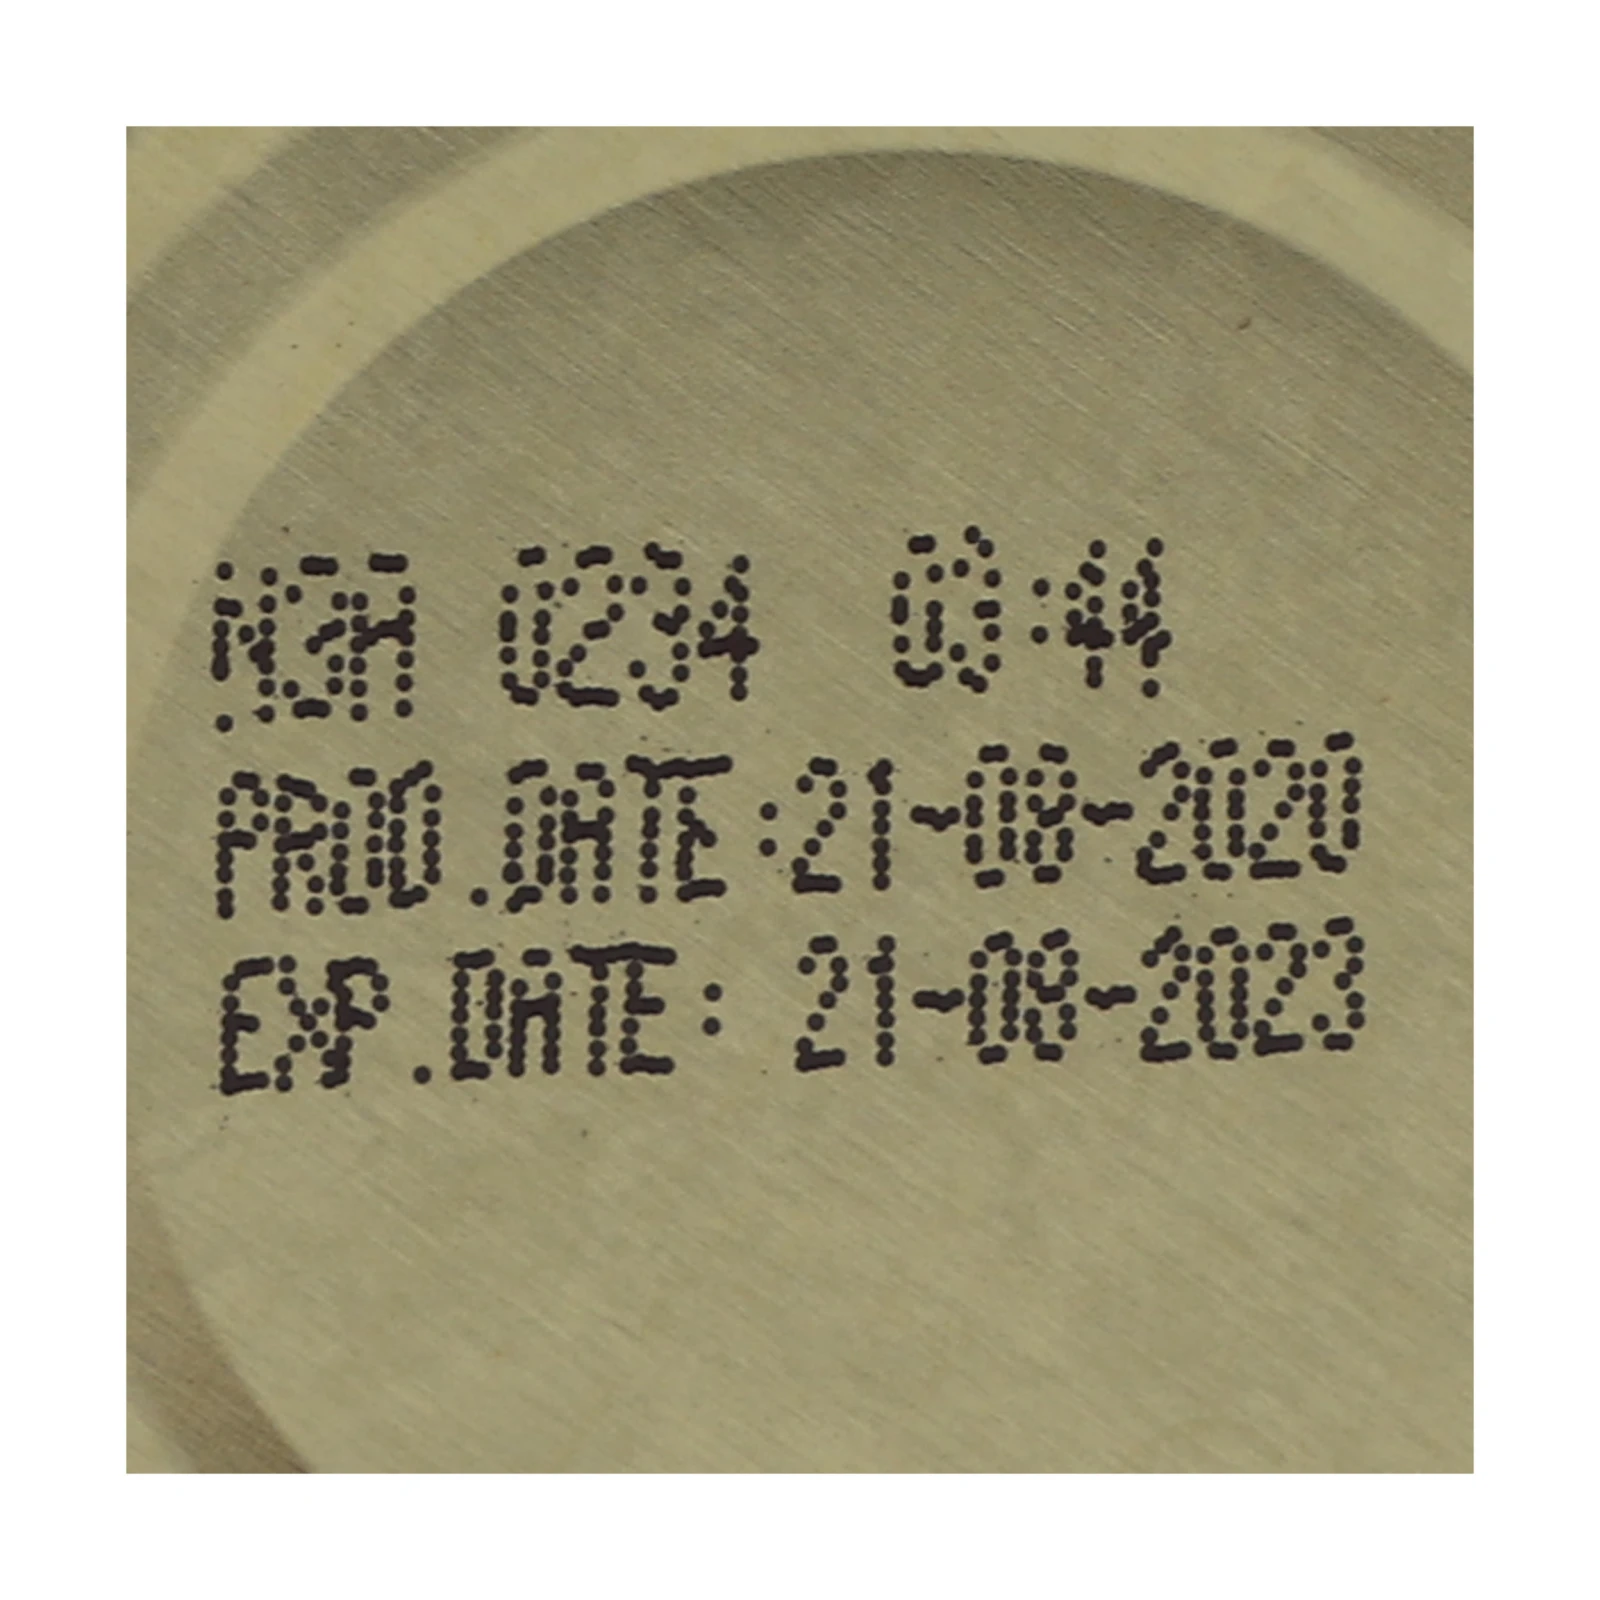 NGA 0234 03:44
PROD.DATE:21-08-2020
EXP.DATE: 21-08-2023